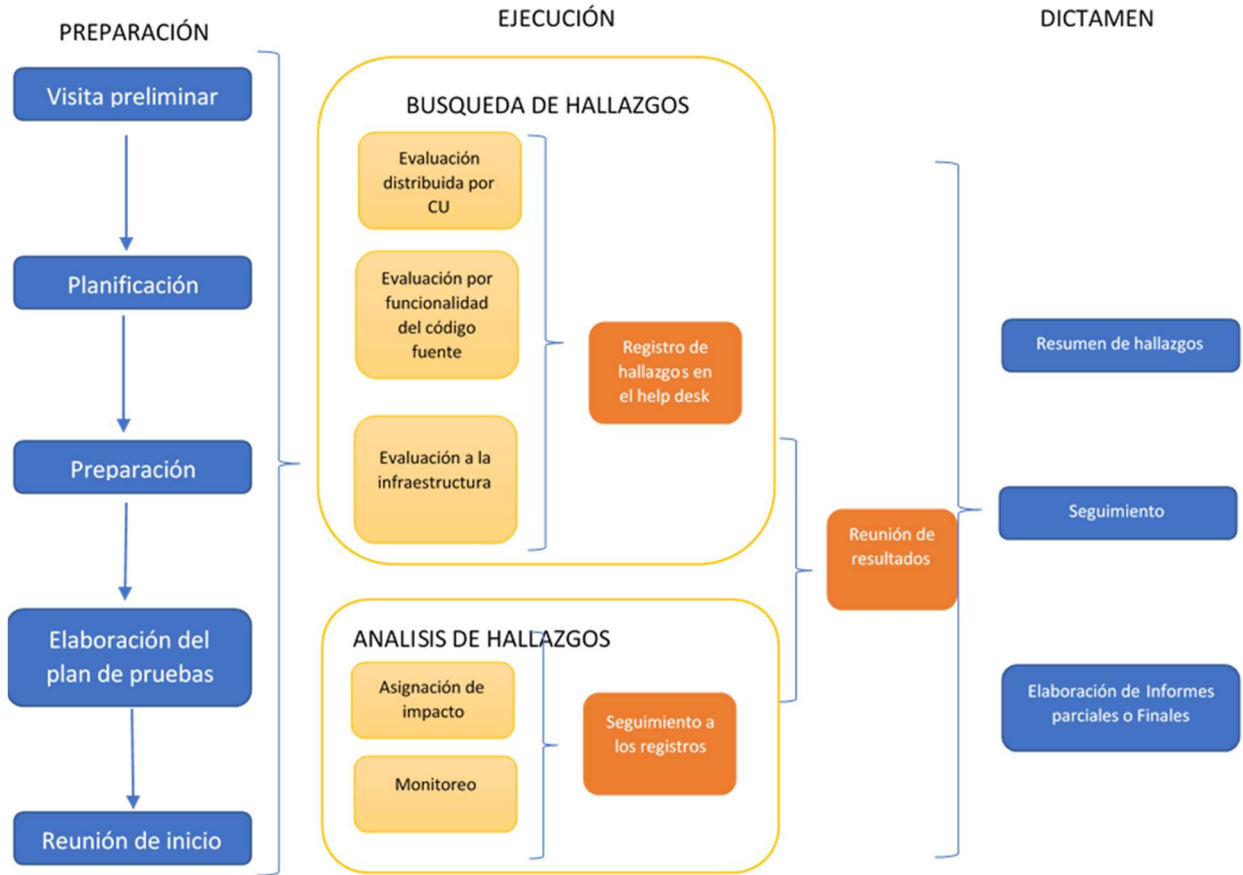 PREPARACIÓN
Visita preliminar
Planificación
Preparación
Elaboración del
plan de pruebas
Reunión de inicio
EJECUCIÓN
BUSQUEDA DE HALLAZGOS
Evaluación
distribuida por
CU
Evaluación por
funcionalidad
del código
fuente
Evaluación a la
infraestructura
Registro de
hallazgos en
el help desk
ANALISIS DE HALLAZGOS
Asignación de
impacto
Monitoreo
Seguimiento a
los registros
Reunión de
resultados
DICTAMEN
Resumen de hallazgos
Seguimiento
Elaboración de Informes
parciales o Finales